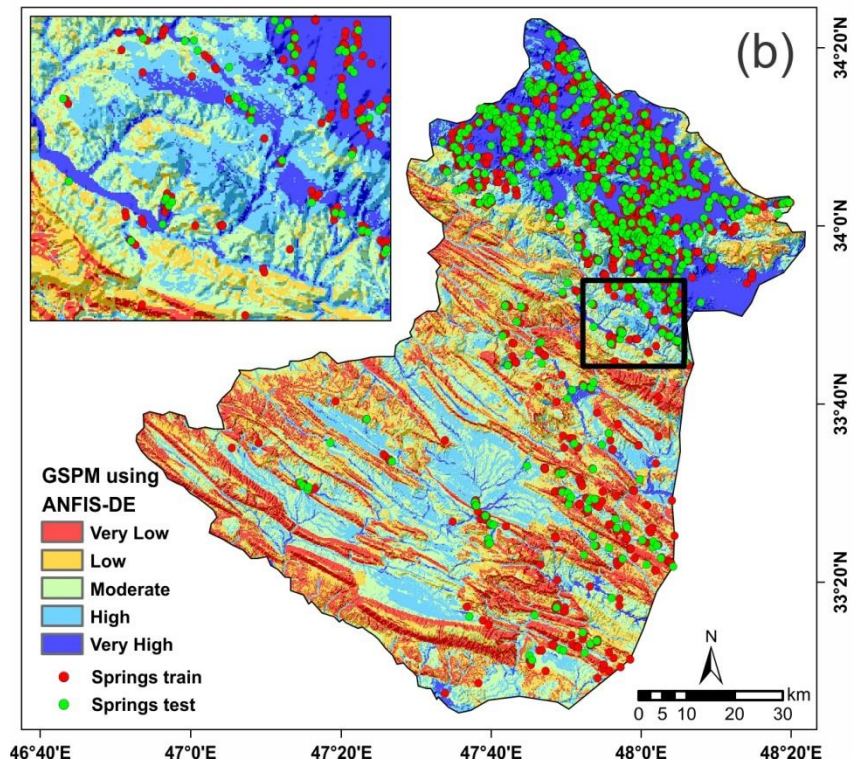 (b)
34°20'N
34°0'N
33°40'N
33°20'N
GSPM using
ANFIS-DE
Very Low
Low
Moderate
High
Very High
Springs train
Springs test
N
km
0 5 10 20 30
46°40'E 47°0'E 47°20'E 47°40'E 48°0'E 48°20'E